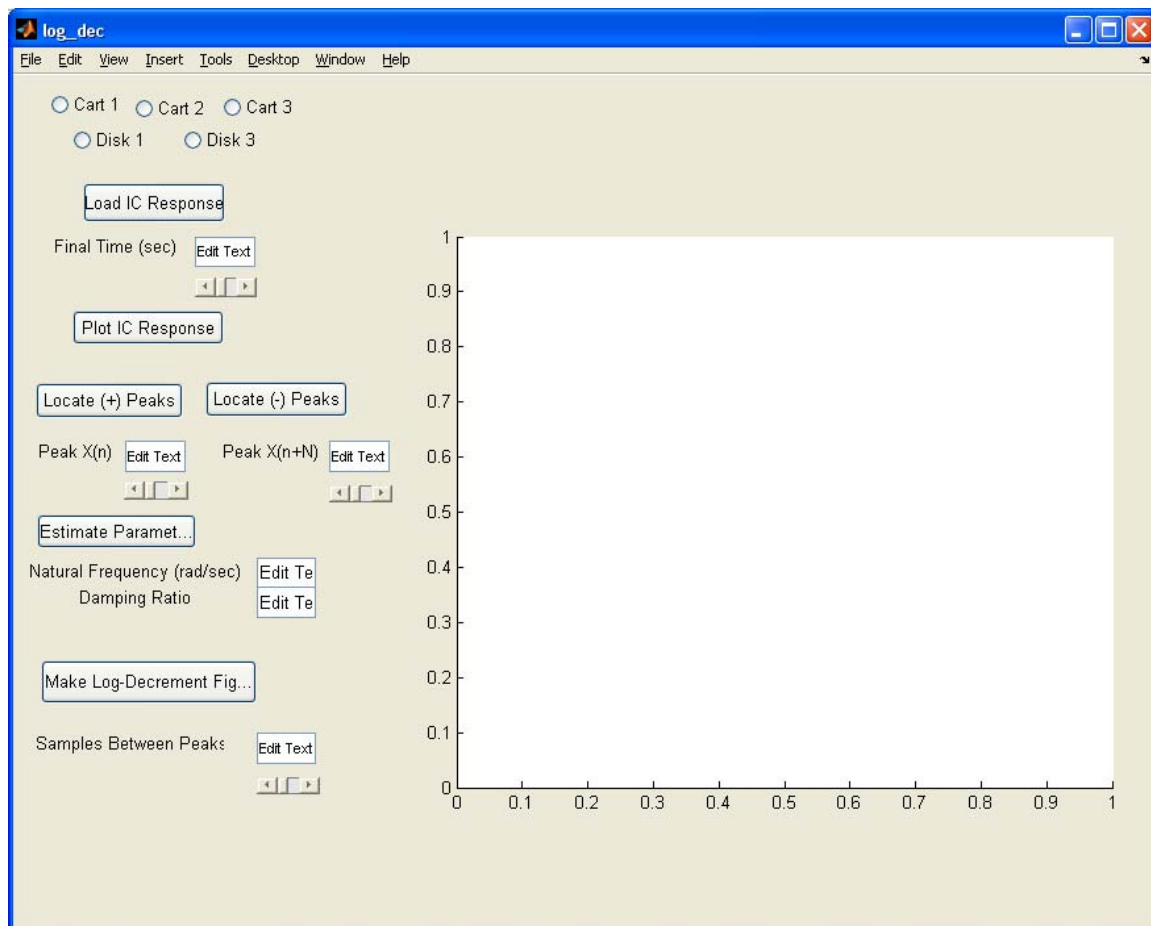 log_dec
File Edit View Insert Tools Desktop Window Help
Cart 1 Cart 2 Cart 3
Disk 1 Disk 3
Load IC Response
Final Time (sec) Edit Text
Plot IC Response
Locate (+) Peaks Locate (-) Peaks
Peak X(n) Edit Text Peak X(n+N) Edit Text
Estimate Paramet...
Natural Frequency (rad/sec) Edit Te
Damping Ratio Edit Te
Make Log-Decrement Fig...
Samples Between Peaks Edit Text
1
0.9
0.8
0.7
0.6
0.5
0.4
0.3
0.2
0.1
0
0 0.1 0.2 0.3 0.4 0.5 0.6 0.7 0.8 0.9 1